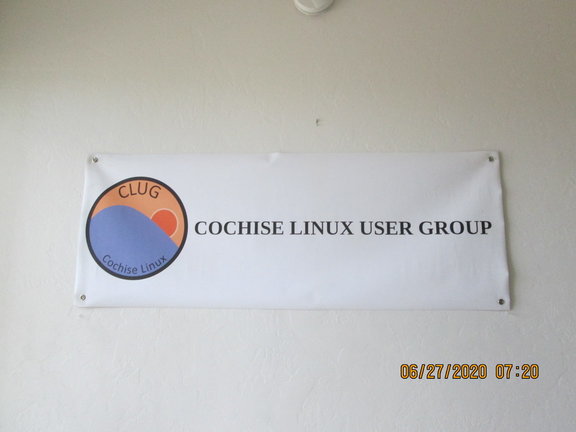 CLUG
Cochise Linux
COCHISE LINUX USER GROUP
06/27/2020 07:20